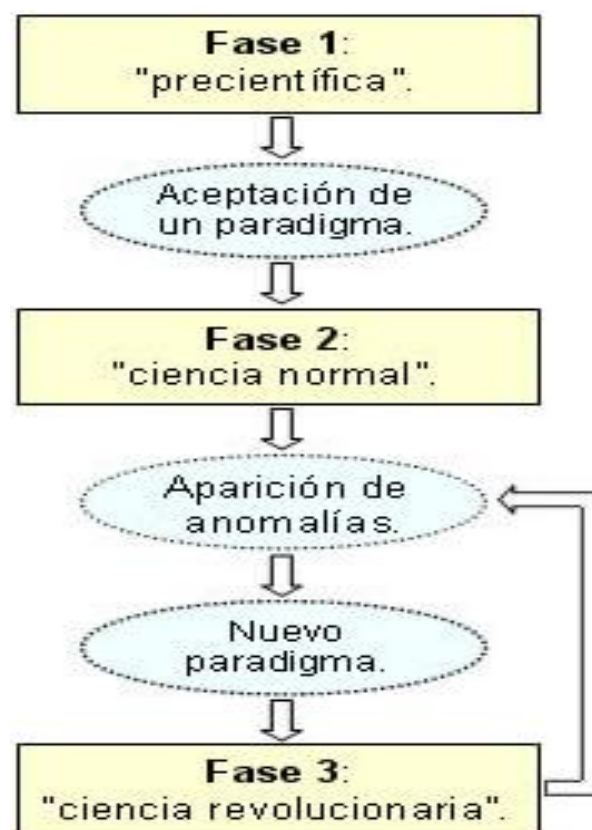 Fase 1:
"precientífica".
Aceptación de
un paradigma.
Fase 2:
"ciencia normal".
Aparición de
anomalías.
Nuevo
paradigma.
Fase 3:
"ciencia revolucionaria".